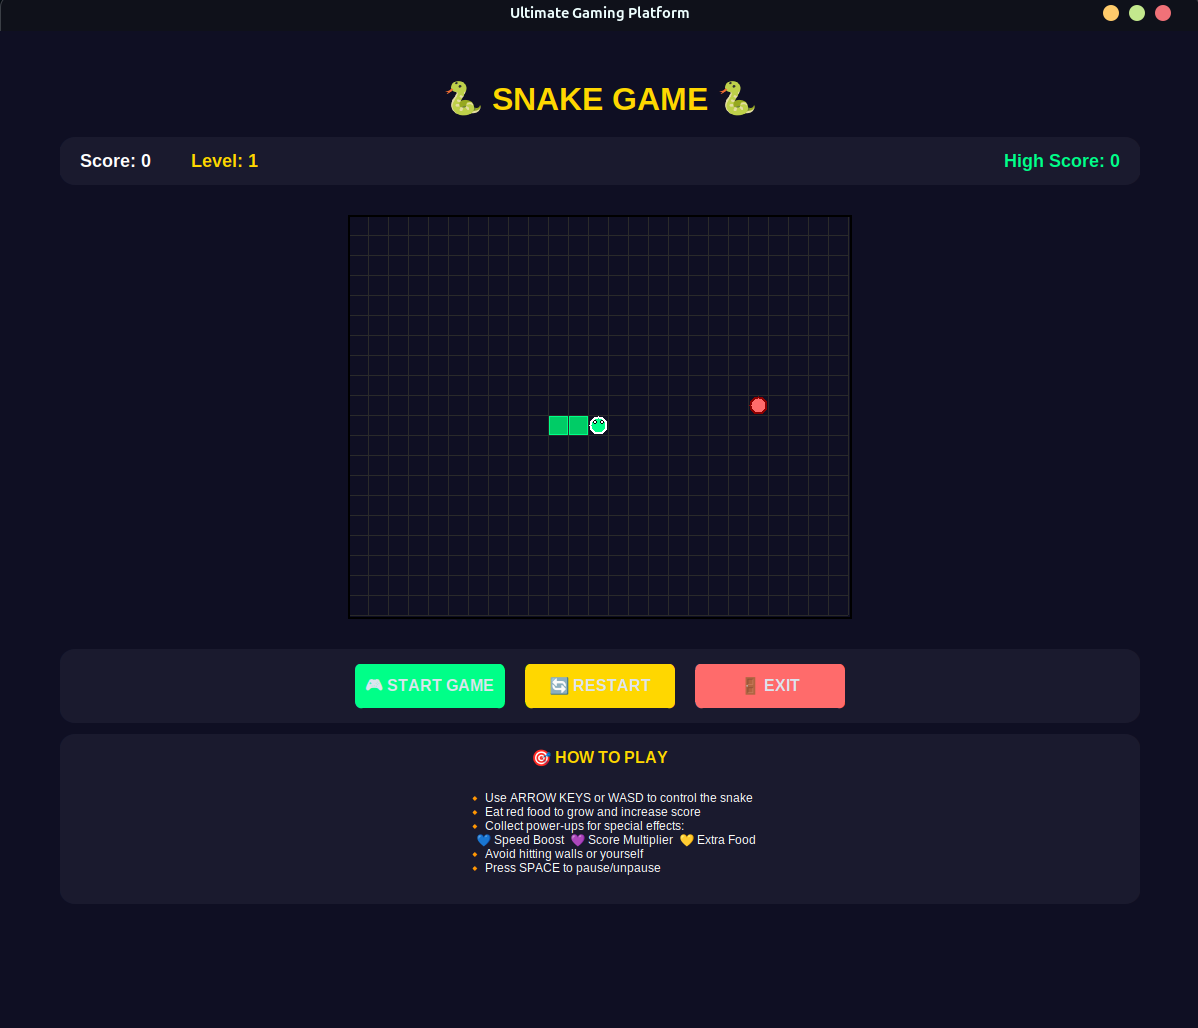 Ultimate Gaming Platform
🐍 SNAKE GAME 🐍
Score: 0 Level: 1 High Score: 0
🎮 START GAME 🔄 RESTART 🚪 EXIT
🎯 HOW TO PLAY
🔸 Use ARROW KEYS or WASD to control the snake
🔸 Eat red food to grow and increase score
🔸 Collect power-ups for special effects:
💙 Speed Boost 💜 Score Multiplier 💛 Extra Food
🔸 Avoid hitting walls or yourself
🔸 Press SPACE to pause/unpause